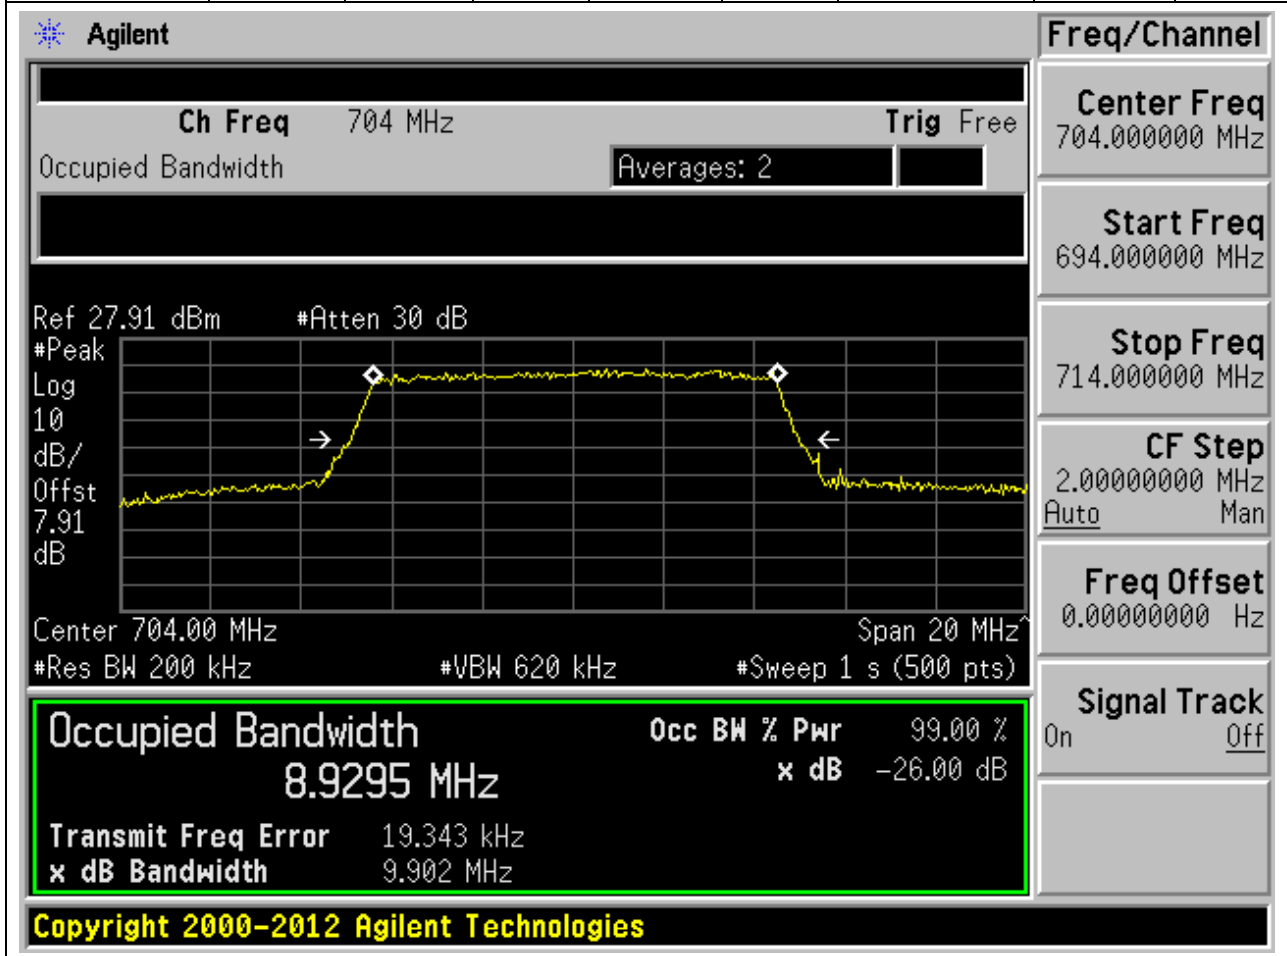 Agilent
Freq/Channel
Ch Freq 704 MHz Trig Free
Occupied Bandwidth Averages: 2
Center Freq
704.000000 MHz
Start Freq
694.000000 MHz
Stop Freq
714.000000 MHz
CF Step
2.00000000 MHz
Auto Man
Freq Offset
0.00000000 Hz
Signal Track
On Off
Ref 27.91 dBm #Atten 30 dB
#Peak
Log
10
dB/
Offst
7.91
dB
Center 704.00 MHz Span 20 MHz^
#Res BW 200 kHz #VBW 620 kHz #Sweep 1 s (500 pts)
Occupied Bandwidth Occ BW % Pwr 99.00 %
8.9295 MHz x dB -26.00 dB
Transmit Freq Error 19.343 kHz
x dB Bandwidth 9.902 MHz
Copyright 2000-2012 Agilent Technologies